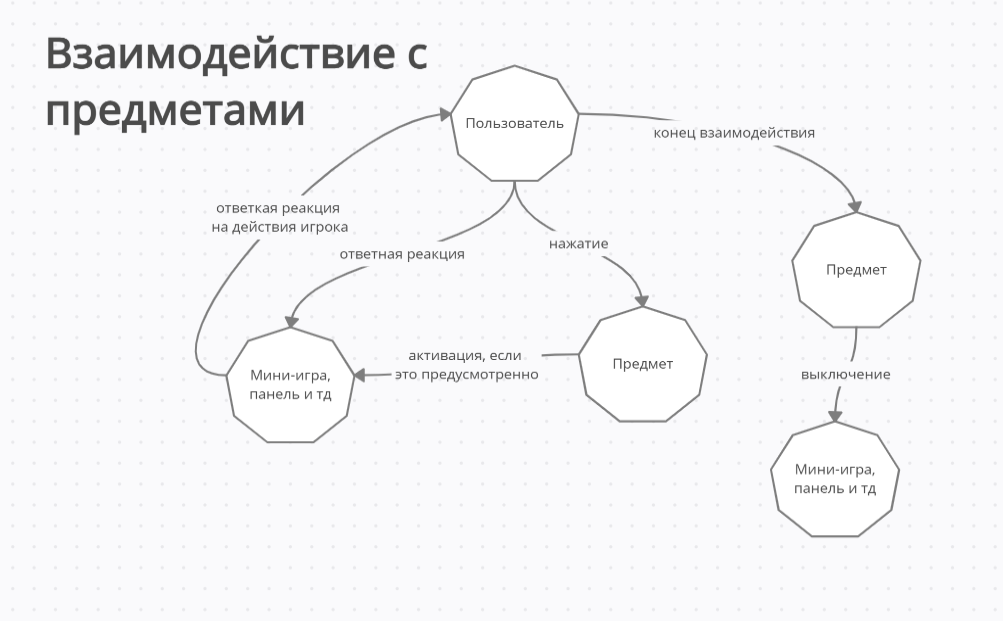 Взаимодействие с
предметами
Пользователь
конец взаимодействия
ответкая реакция
на действия игрока
ответная реакция
нажатие
Предмет
активация, если
это предусмотренно
Предмет
Мини-игра,
панель и тд
выключение
Мини-игра,
панель и тд